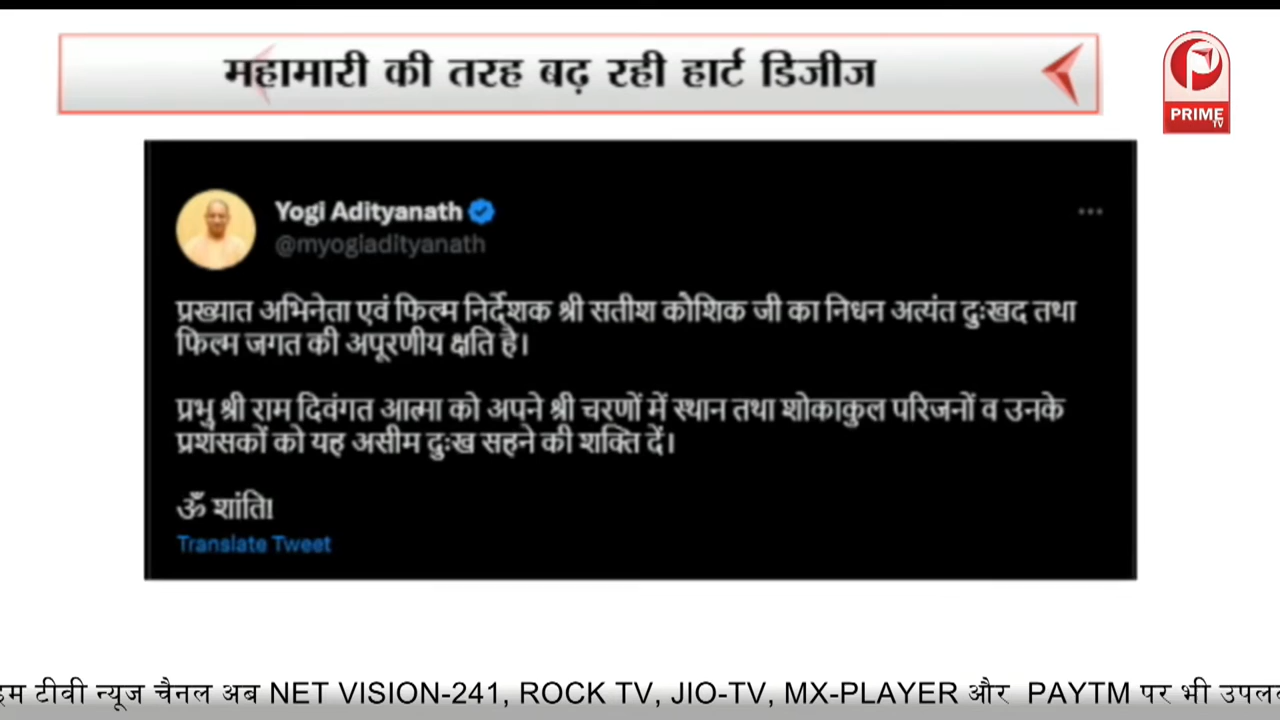 महामारी की तरह बढ़ रही हार्ट डिजीज
PRIME
TV
Yogi Adityanath
@myogiadityanath
प्रख्यात अभिनेता एवं फिल्म निर्देशक श्री सतीश कौशिक जी का निधन अत्यंत दुःखद तथा
फिल्म जगत की अपूरणीय क्षति है।
प्रभु श्री राम दिवंगत आत्मा को अपने श्री चरणों में स्थान तथा शोकाकुल परिजनों व उनके
प्रशंसकों को यह असीम दुःख सहने की शक्ति दें।
ॐ शांति!
Translate Tweet
टीवी न्यूज चैनल अब NET VISION-241, ROCK TV, JIO-TV, MX-PLAYER और PAYTM पर भी